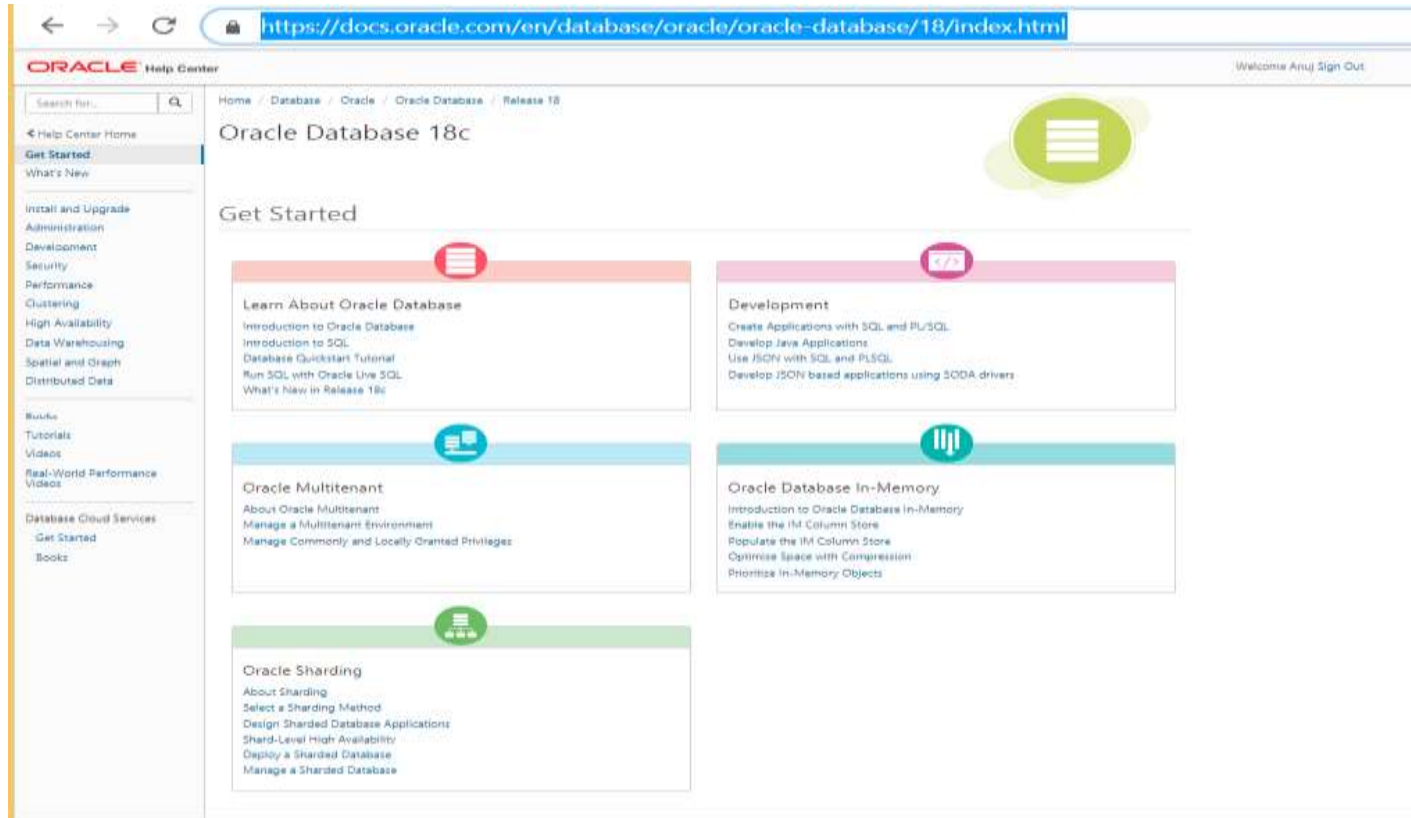 https://docs.oracle.com/en/database/oracle/oracle-database/18/index.html
ORACLE Help Center
Welcome Anuj Sign Out
Search for...
Help Center Home
Get Started
What's New
Install and Upgrade
Administration
Development
Security
Performance
Clustering
High Availability
Data Warehousing
Spatial and Graph
Distributed Data
Books
Tutorials
Videos
Real-World Performance
Videos
Database Cloud Services
Get Started
Books
Home / Database / Oracle / Oracle Database / Release 18
Oracle Database 18c
Get Started
Learn About Oracle Database
Introduction to Oracle Database
Introduction to SQL
Database Quickstart Tutorial
Run SQL with Oracle Live SQL
What's New in Release 18c
</>
Development
Create Applications with SQL and PL/SQL
Develop Java Applications
Use JSON with SQL and PLSQL
Develop JSON based applications using SODA drivers
Oracle Multitenant
About Oracle Multitenant
Manage a Multitenant Environment
Manage Commonly and Locally Granted Privileges
Oracle Database In-Memory
Introduction to Oracle Database In-Memory
Enable the IM Column Store
Populate the IM Column Store
Optimize Space with Compression
Prioritize In-Memory Objects
Oracle Sharding
About Sharding
Select a Sharding Method
Design Sharded Database Applications
Shard-Level High Availability
Deploy a Sharded Database
Manage a Sharded Database